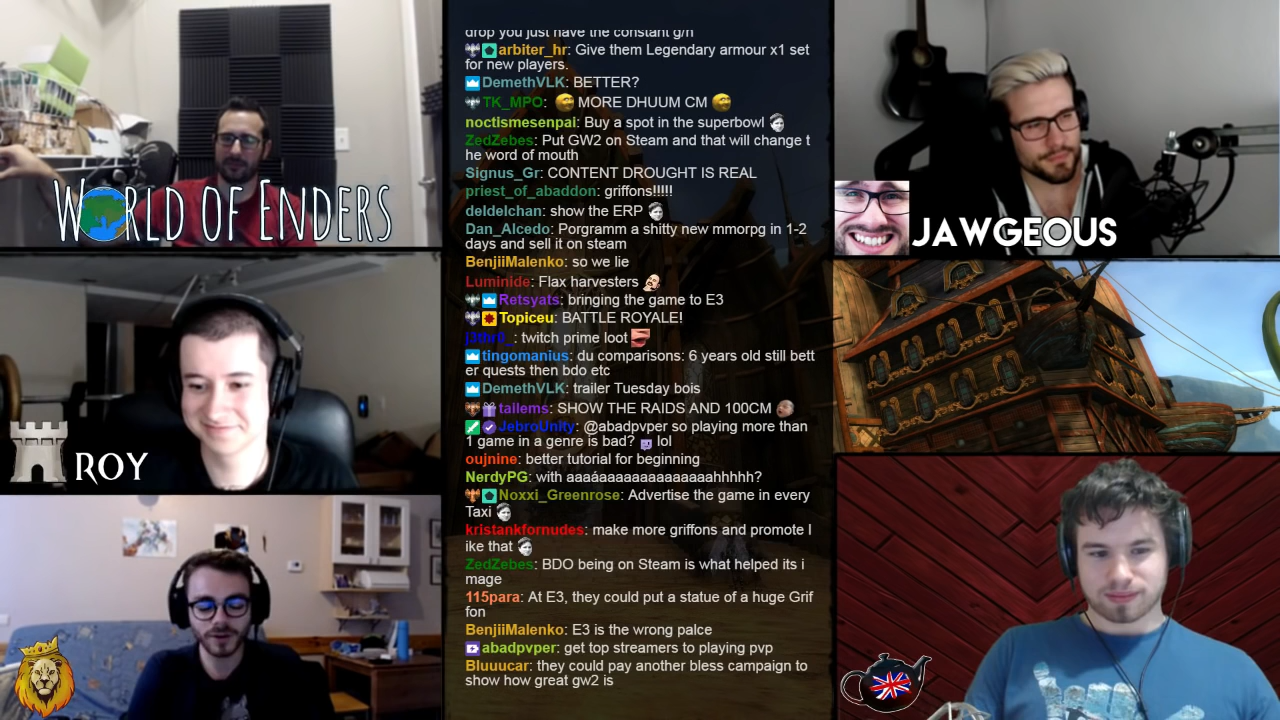 WORLD OF ENDERS
ROY
drop you just have the constant g/h
arbiter_hr: Give them Legendary armour x1 set
for new players.
DemethVLK: BETTER?
TK_MPO: MORE DHUUM CM
noctismesenpai: Buy a spot in the superbowl
ZedZebes: Put GW2 on Steam and that will change t
he word of mouth
Signus_Gr: CONTENT DROUGHT IS REAL
priest_of_abaddon: griffons!!!!!
deldelchan: show the ERP
Dan_Alcedo: Porgramm a shitty new mmorpg in 1-2
days and sell it on steam
BenjiiMalenko: so we lie
Luminide: Flax harvesters
Retsyats: bringing the game to E3
Topiceu: BATTLE ROYALE!
: twitch prime loot
tingomanius: du comparisons: 6 years old still bett
er quests then bdo etc
DemethVLK: trailer Tuesday bois
tailems: SHOW THE RAIDS AND 100CM
JebroUnity: @abadpvper so playing more than
1 game in a genre is bad? lol
oujnine: better tutorial for beginning
NerdyPG: with aaaáaaaaaaaaaaaaaahhhhh?
Noxxi_Greenrose: Advertise the game in every
Taxi
kristankfornudes: make more griffons and promote l
ike that
ZedZebes: BDO being on Steam is what helped its i
mage
115para: At E3, they could put a statue of a huge Grif
fon
BenjiiMalenko: E3 is the wrong palce
abadpvper: get top streamers to playing pvp
Bluuucar: they could pay another bless campaign to
show how great gw2 is
JAWGEOUS